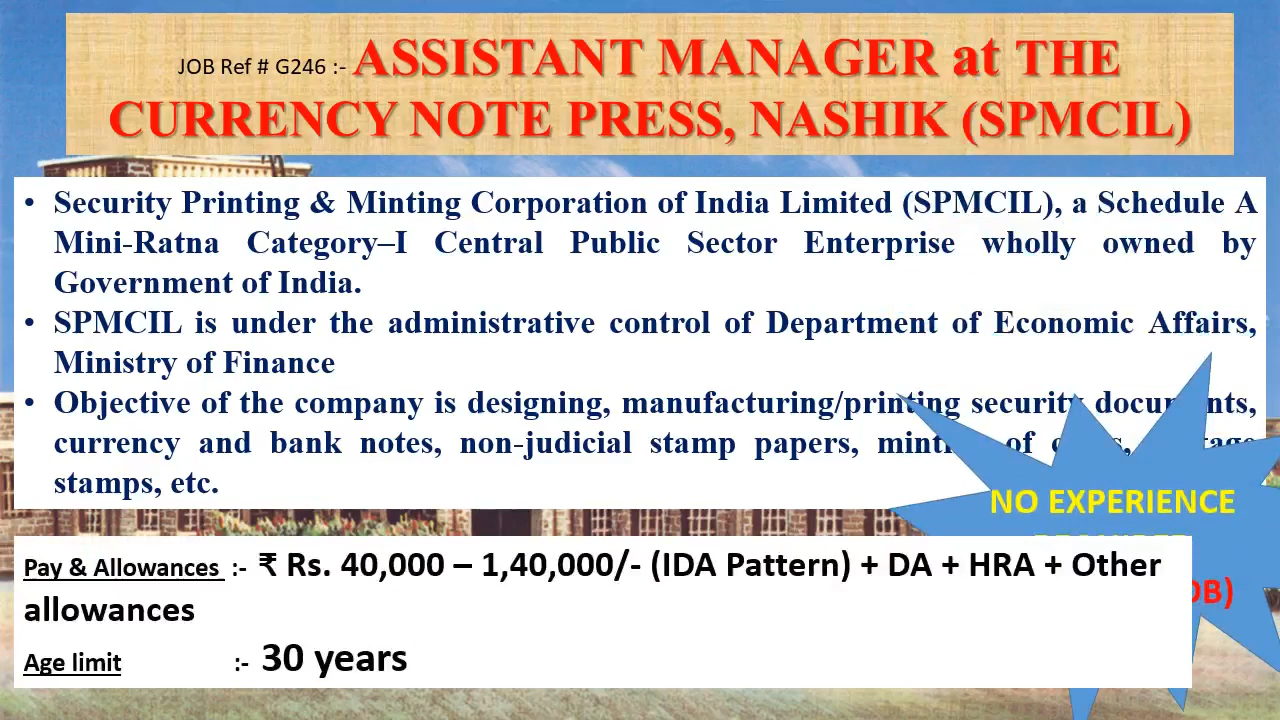 JOB Ref # G246 :- ASSISTANT MANAGER at THE
CURRENCY NOTE PRESS, NASHIK (SPMCIL)
• Security Printing & Minting Corporation of India Limited (SPMCIL), a Schedule A
Mini-Ratna Category–I Central Public Sector Enterprise wholly owned by
Government of India.
• SPMCIL is under the administrative control of Department of Economic Affairs,
Ministry of Finance
• Objective of the company is designing, manufacturing/printing security
currency and bank notes, non-judicial stamp papers, of
stamps, etc.
NO EXPERIENCE
Pay & Allowances :- ₹ Rs. 40,000 – 1,40,000/- (IDA Pattern) + DA + HRA + Other
allowances
Age limit :- 30 years